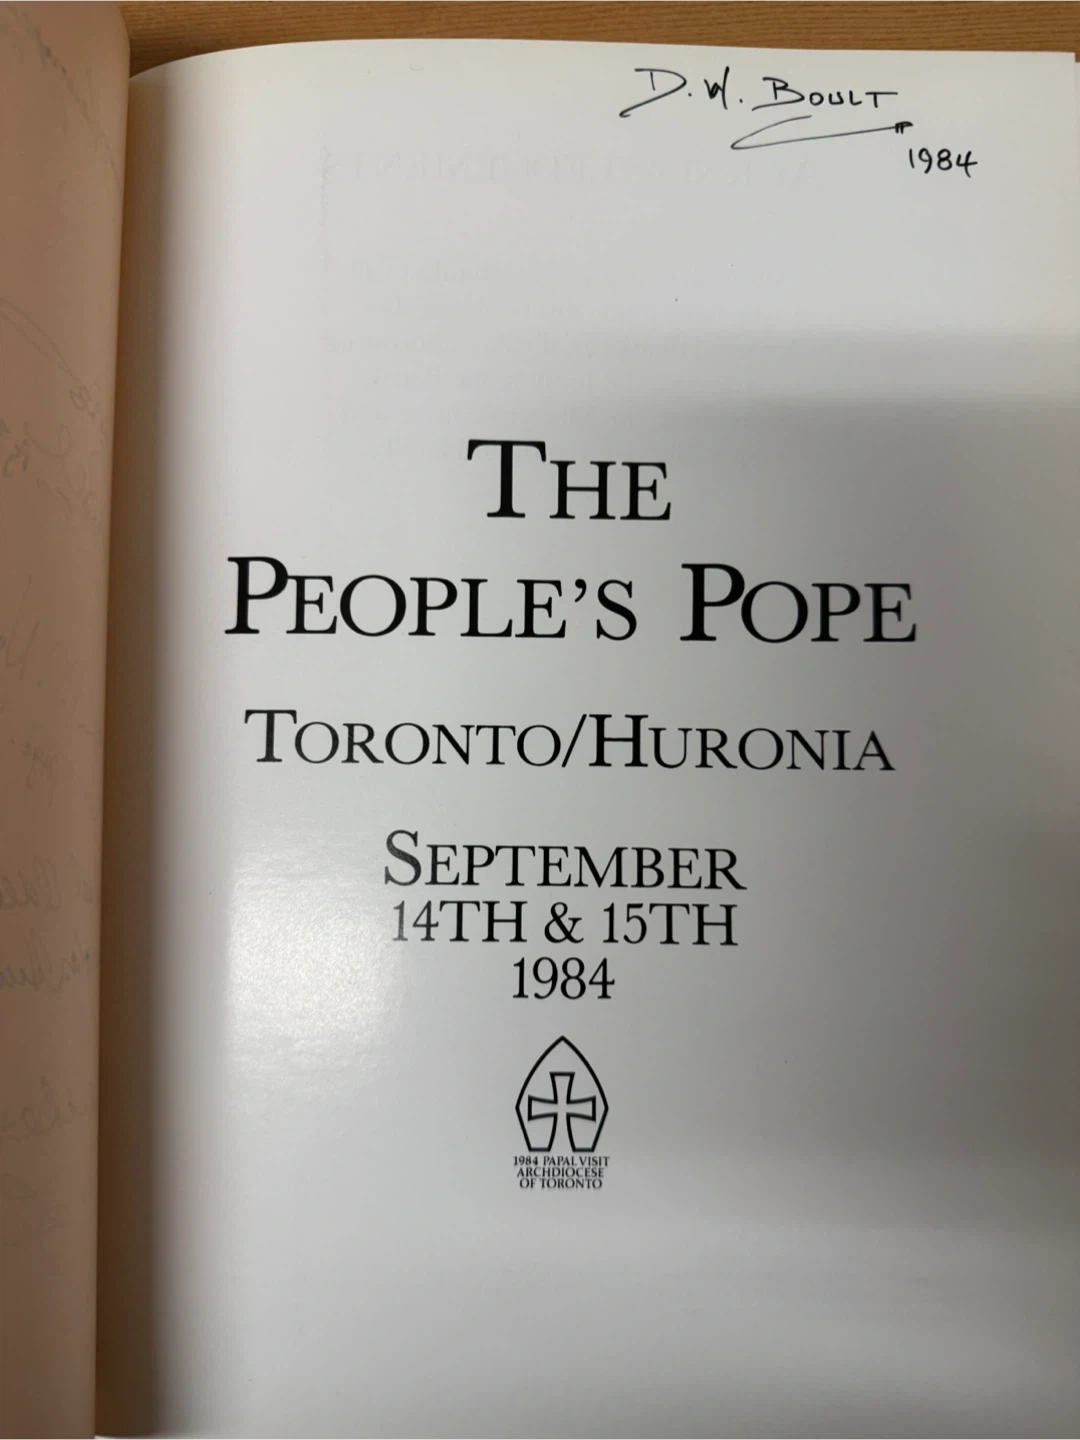 D. W. BOULT
1984
THE
PEOPLE'S POPE
TORONTO/HURONIA
SEPTEMBER
14TH & 15TH
1984
1984 PAPAL VISIT
ARCHDIOCESE
OF TORONTO